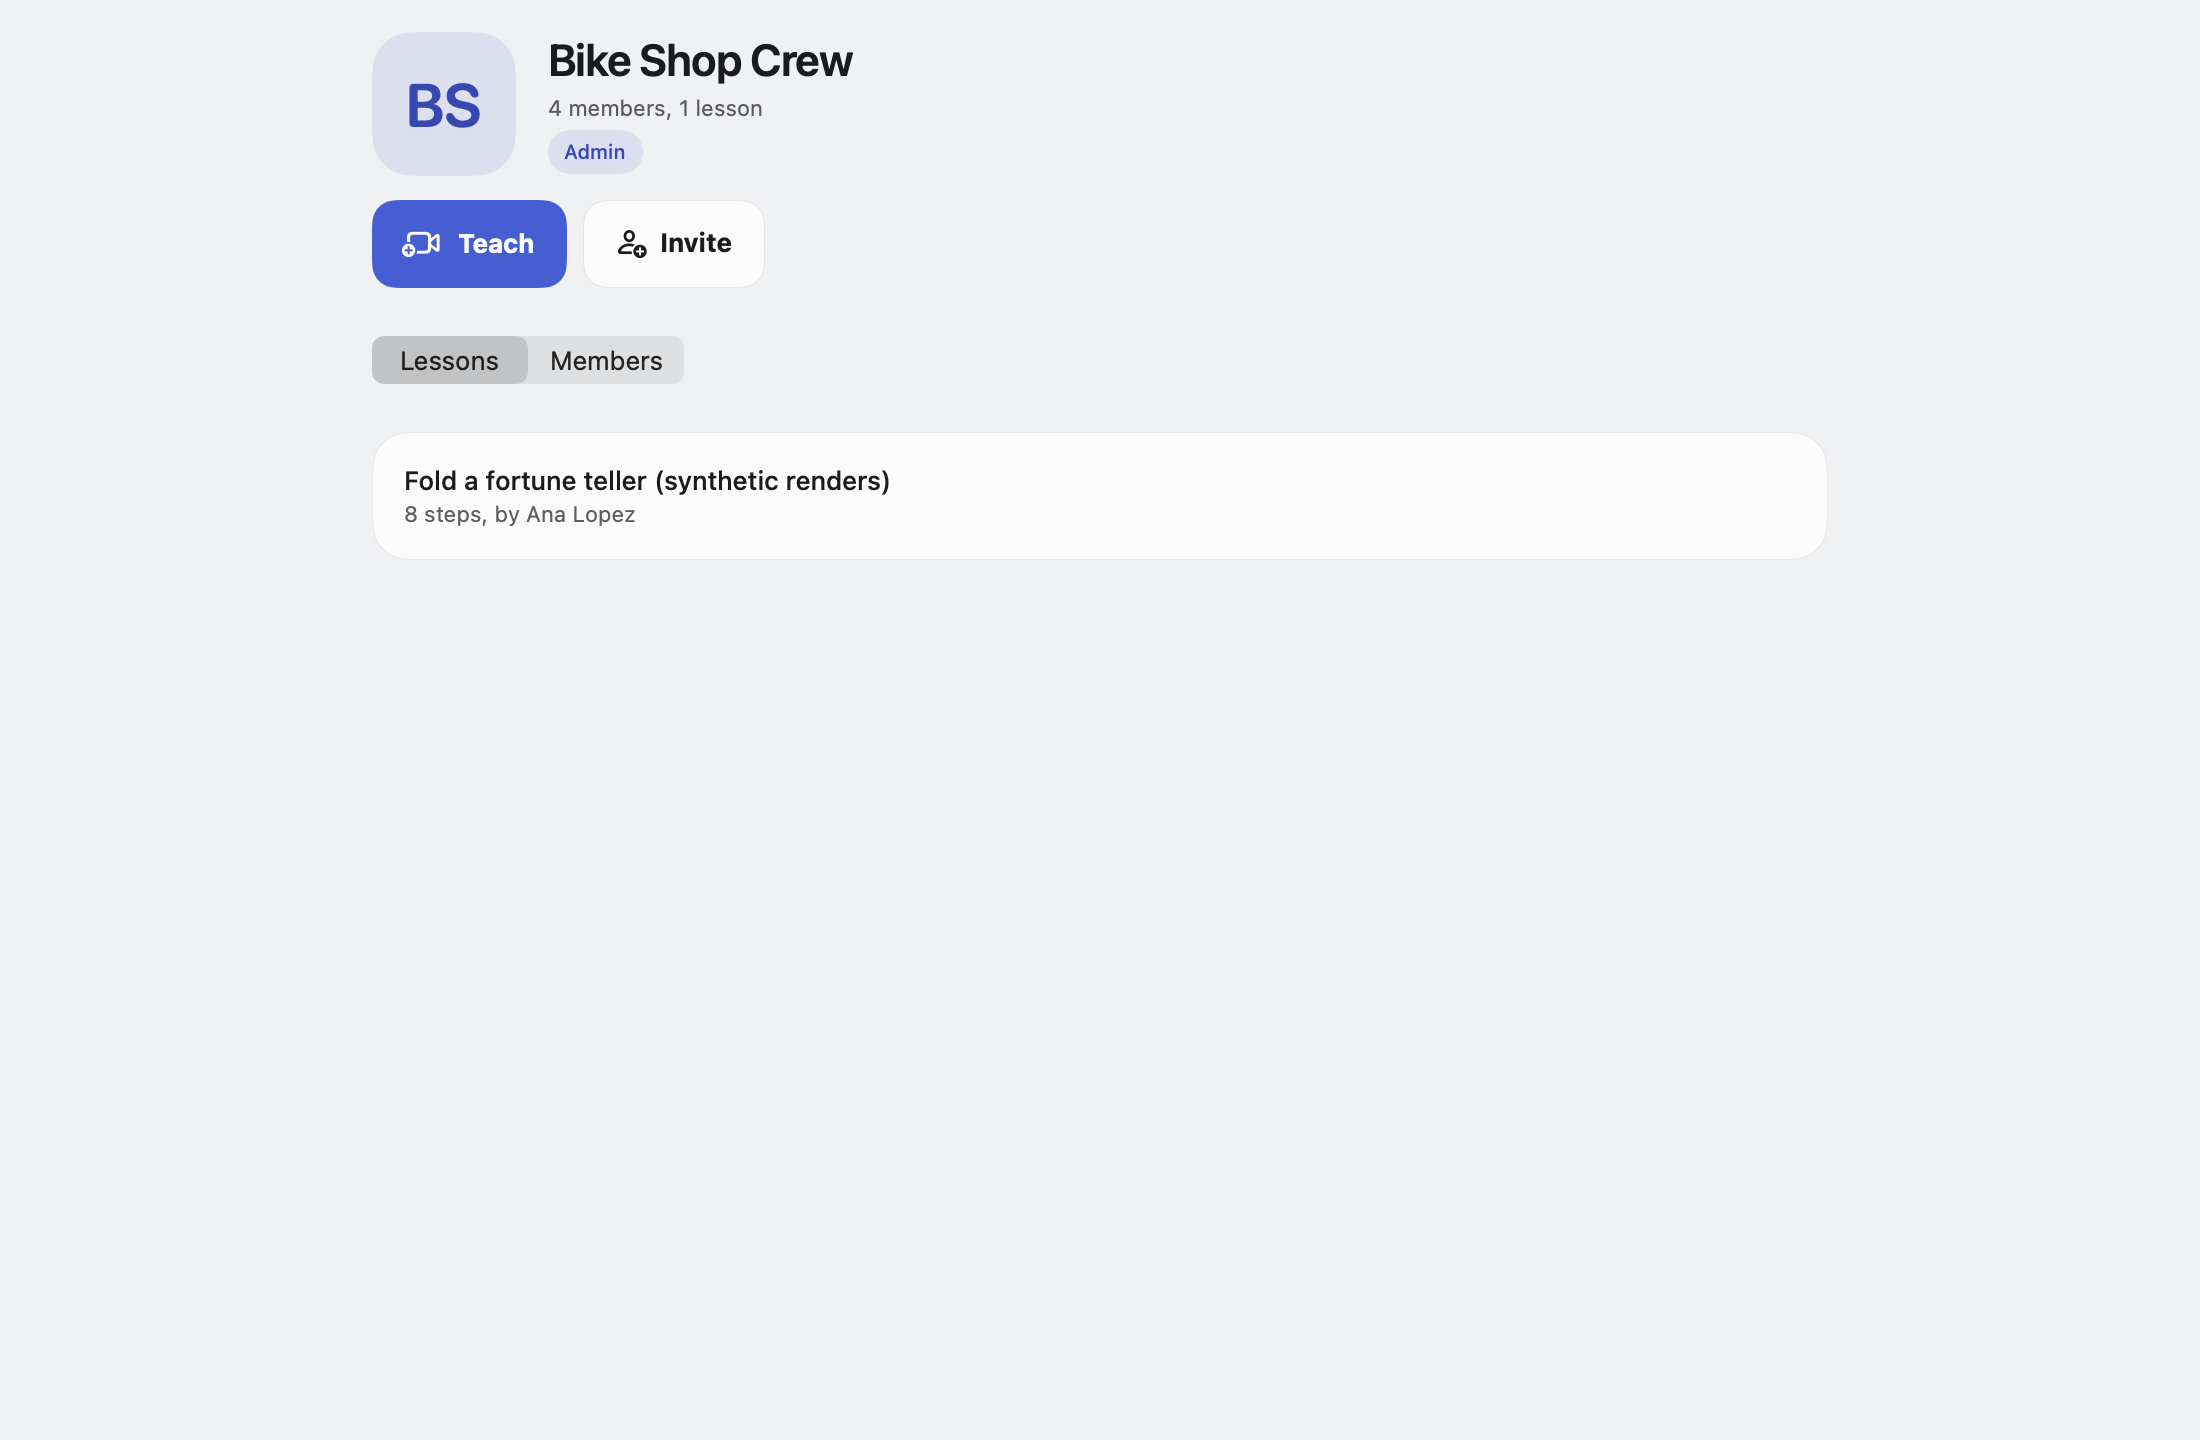 BS
Bike Shop Crew
4 members, 1 lesson
Admin
Teach
Invite
Lessons
Members
Fold a fortune teller (synthetic renders)
8 steps, by Ana Lopez